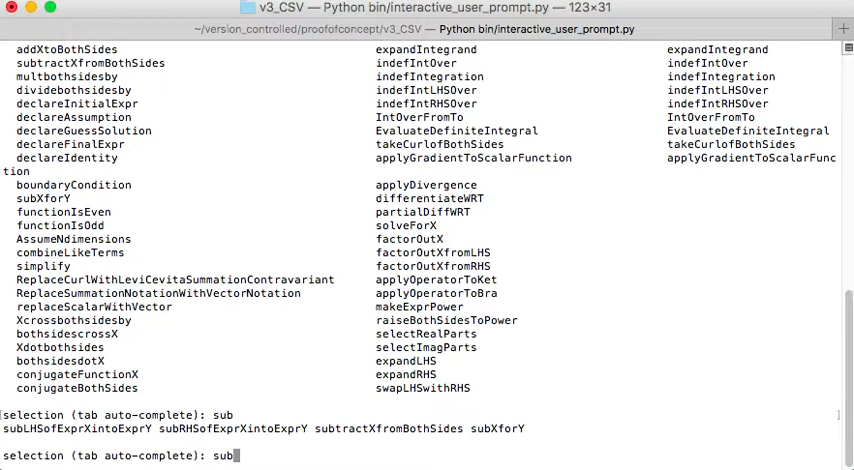 v3_CSV — Python bin/interactive_user_prompt.py — 123×31
~/version_controlled/proofofconcept/v3_CSV — Python bin/interactive_user_prompt.py
addXtoBothSides expandIntegrand expandIntegrand
subtractXfromBothSides indefIntOver indefIntOver
multbothsidesby indefIntegration indefIntegration
dividebothsidesby indefIntLHSOver indefIntLHSOver
declareInitialExpr indefIntRHSOver indefIntRHSOver
declareAssumption IntOverFromTo IntOverFromTo
declareGuessSolution EvaluateDefiniteIntegral EvaluateDefiniteIntegral
declareFinalExpr takeCurlofBothSides takeCurlofBothSides
declareIdentity applyGradientToScalarFunction applyGradientToScalarFunc
tion
boundaryCondition applyDivergence
subXforY differentiateWRT
functionIsEven partialDiffWRT
functionIsOdd solveForX
AssumeNdimensions factorOutX
combineLikeTerms factorOutXfromLHS
simplify factorOutXfromRHS
ReplaceCurlWithLeviCevitaSummationContravariant applyOperatorToKet
ReplaceSummationNotationWithVectorNotation applyOperatorToBra
replaceScalarWithVector makeExprPower
Xcrossbothsidesby raiseBothSidesToPower
bothsidescrossX selectRealParts
Xdotbothsides selectImagParts
bothsidesdotX expandLHS
conjugateFunctionX expandRHS
conjugateBothSides swapLHSwithRHS
[selection (tab auto-complete): sub ]
subLHSofExprXintoExprY subRHSofExprXintoExprY subtractXfromBothSides subXforY
selection (tab auto-complete): sub